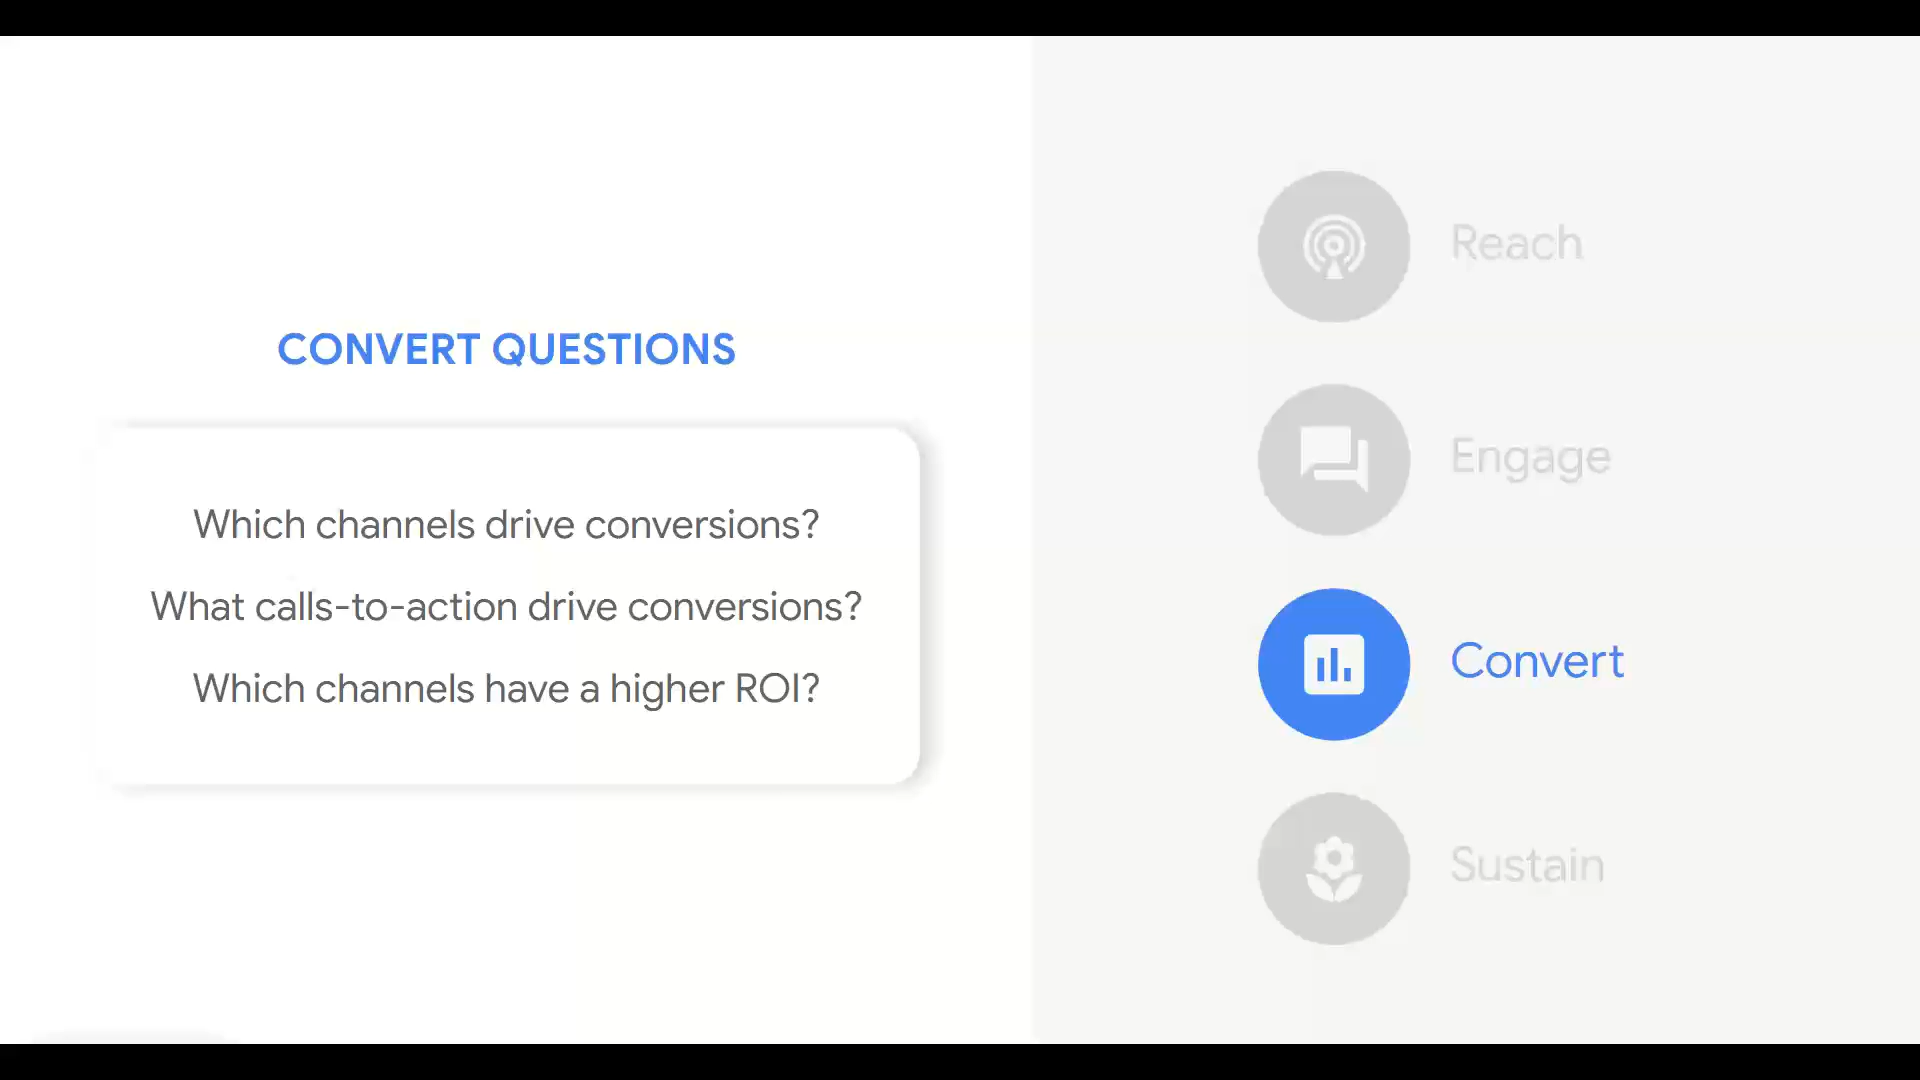 CONVERT QUESTIONS
Which channels drive conversions?
What calls-to-action drive conversions?
Which channels have a higher ROI?
Reach
Engage
Convert
Sustain